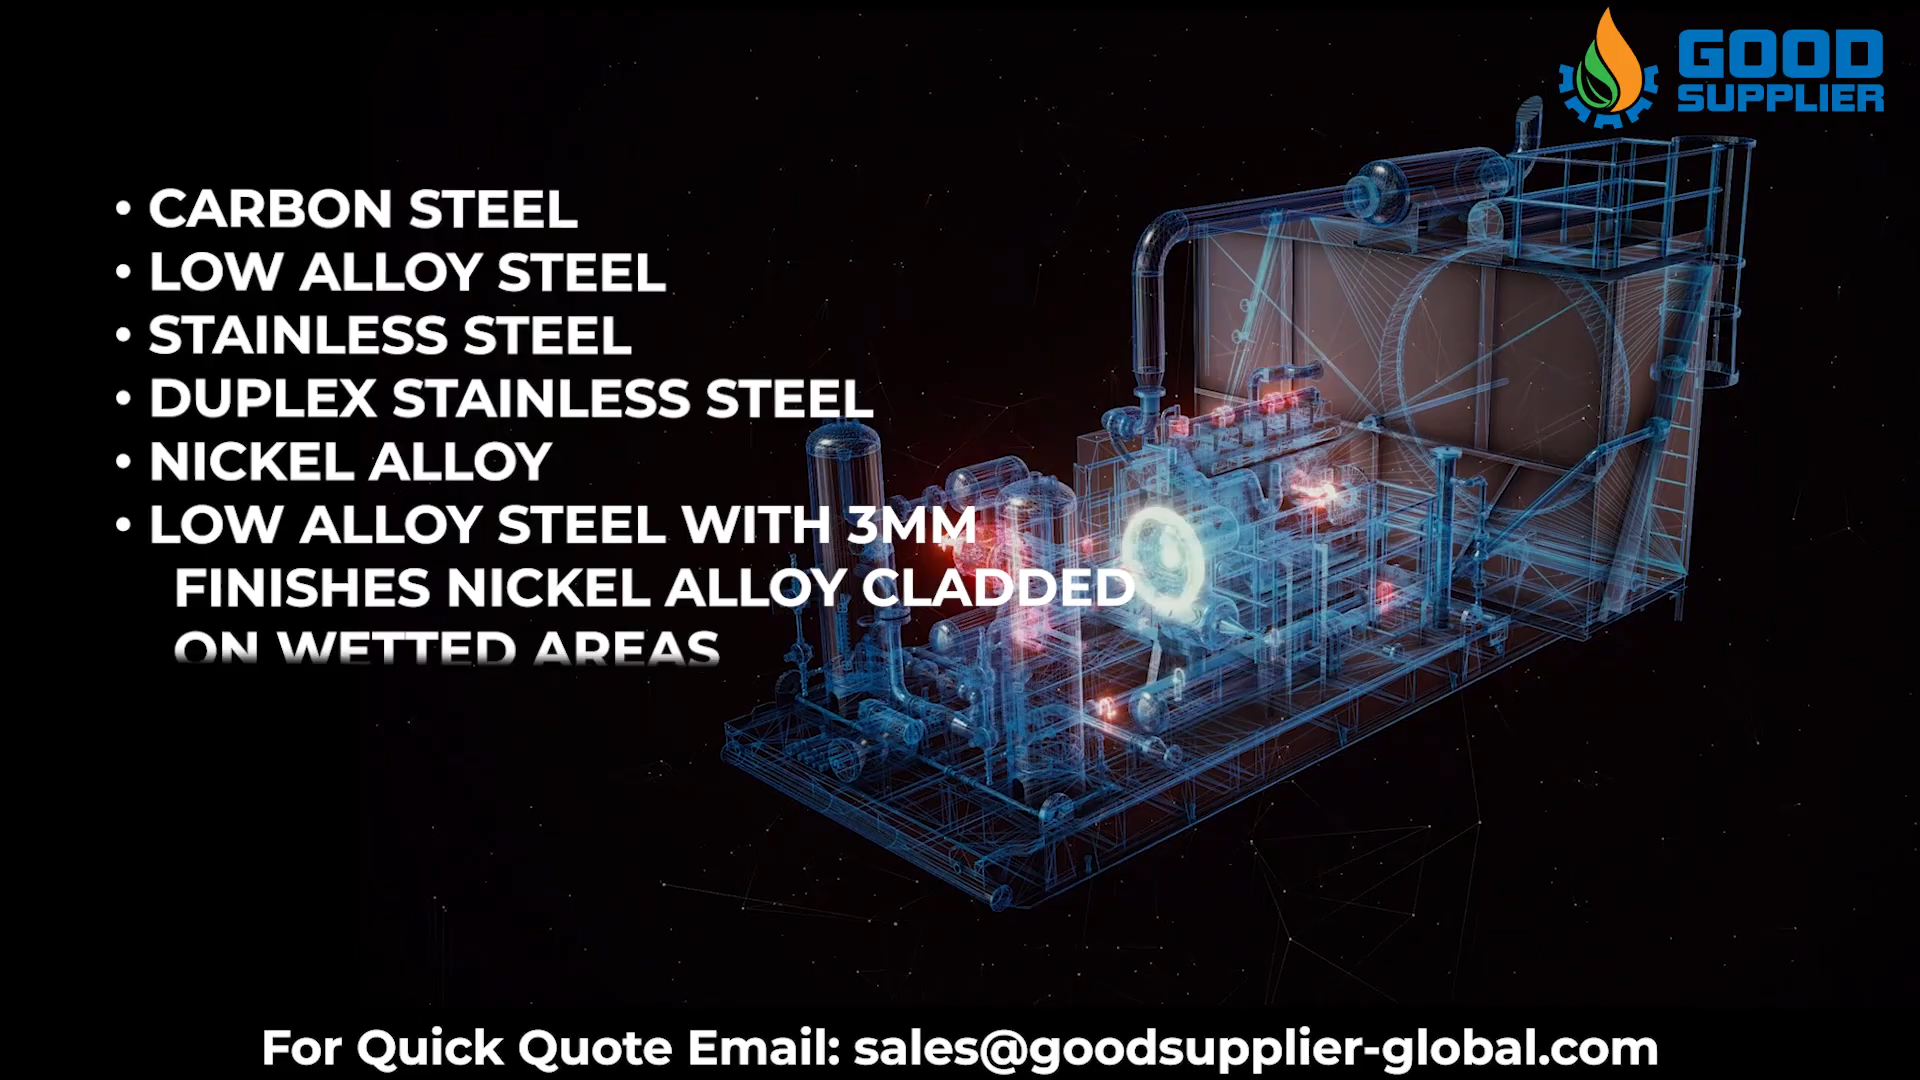 GOOD
SUPPLIER
• CARBON STEEL
• LOW ALLOY STEEL
• STAINLESS STEEL
• DUPLEX STAINLESS STEEL
• NICKEL ALLOY
• LOW ALLOY STEEL WITH 3MM
FINISHES NICKEL ALLOY CLADDED
ON WETTED AREAS
For Quick Quote Email: sales@goodsupplier-global.com